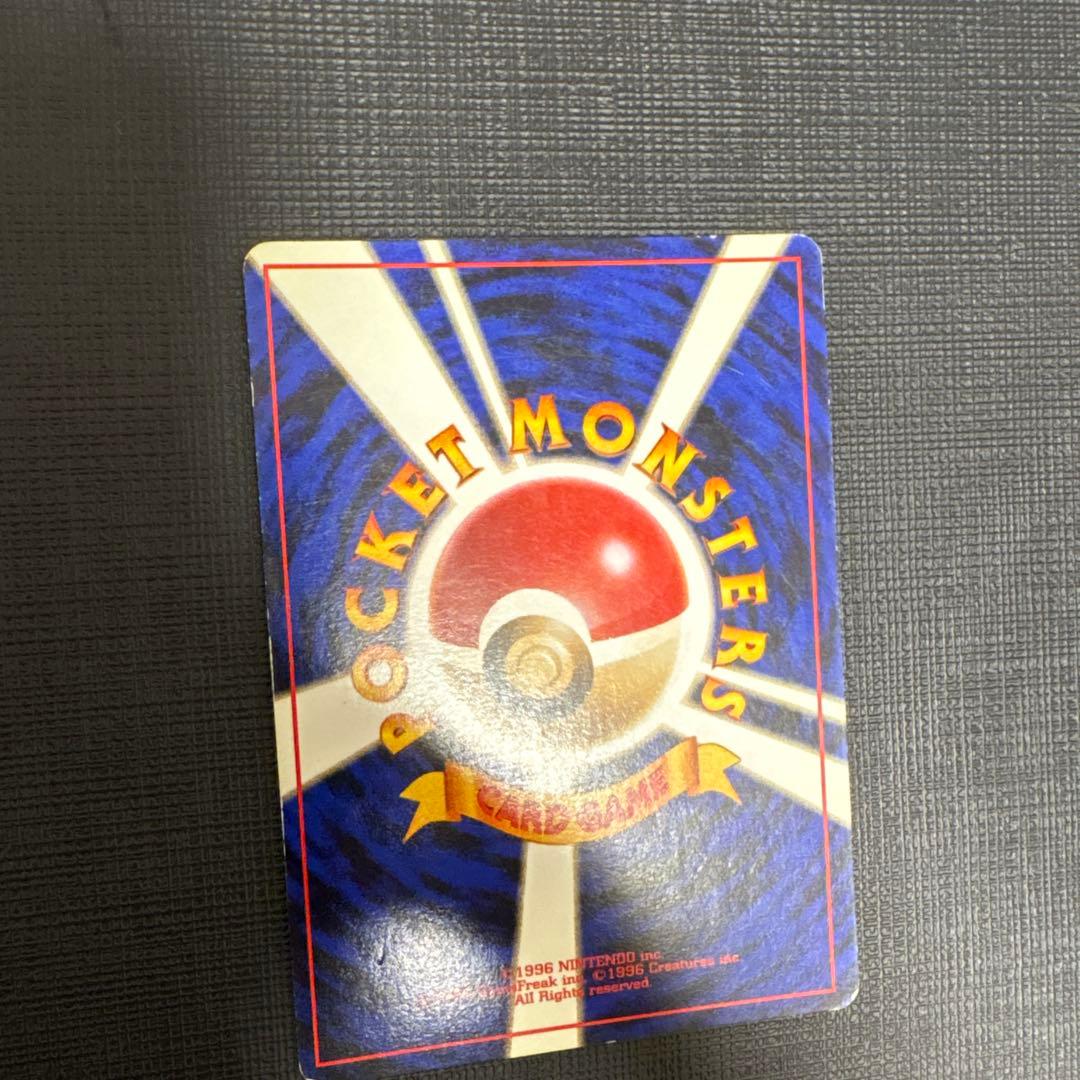 POCKET MONSTERS
CARD GAME
©1996 NINTENDO inc.
Freak inc. ©1996 Creatures inc.
All Rights reserved.